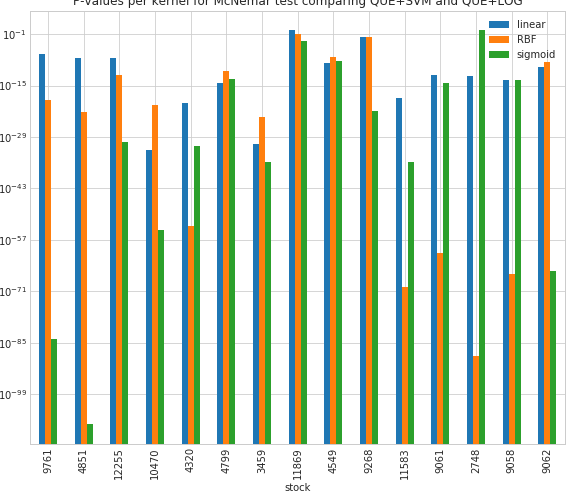 P-Values per kernel for McNemar test comparing QUE+SVM and QUE+LOG
linear
RBF
sigmoid
10⁻¹
10⁻¹⁵
10⁻²⁹
10⁻⁴³
10⁻⁵⁷
10⁻⁷¹
10⁻⁸⁵
10⁻⁹⁹
9761 4851 12255 10470 4320 4799 3459 11869 4549 9268 11583 9061 2748 9058 9062
stock